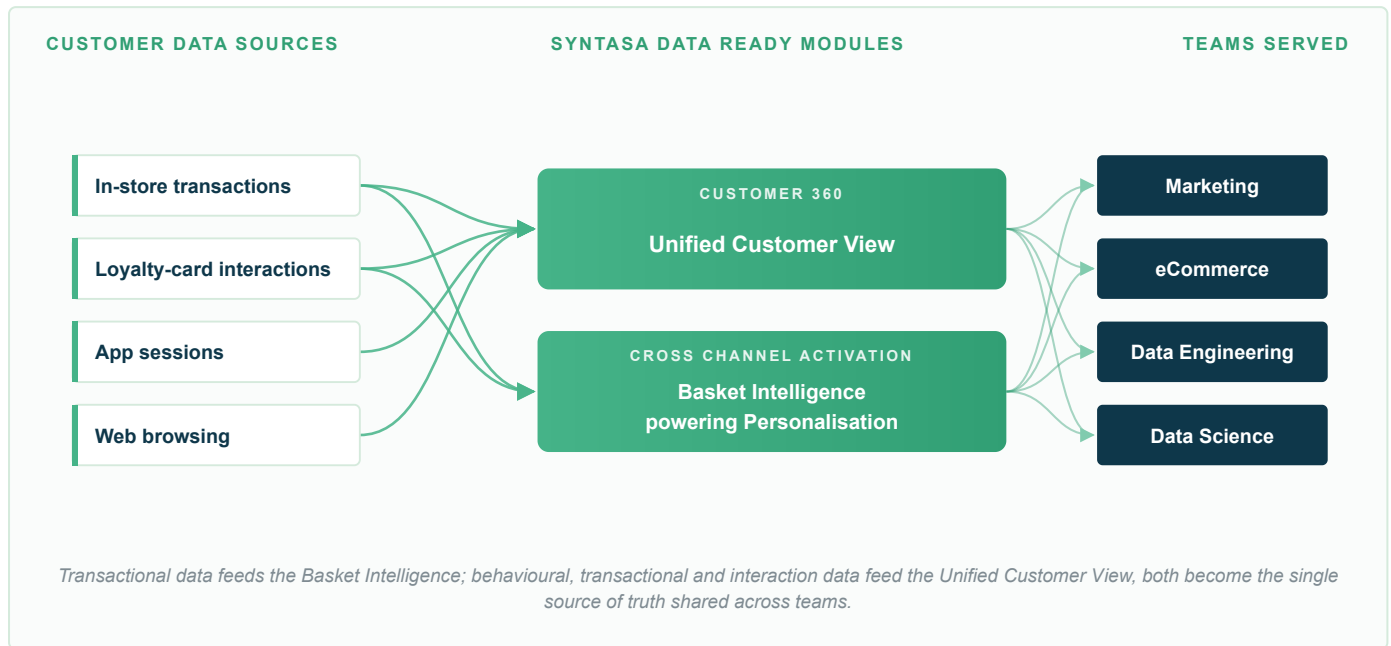 CUSTOMER DATA SOURCES
SYNTASA DATA READY MODULES
TEAMS SERVED
In-store transactions
Loyalty-card interactions
App sessions
Web browsing
CUSTOMER 360
Unified Customer View
CROSS CHANNEL ACTIVATION
Basket Intelligence
powering Personalisation
Marketing
eCommerce
Data Engineering
Data Science
Transactional data feeds the Basket Intelligence; behavioural, transactional and interaction data feed the Unified Customer View, both become the single
source of truth shared across teams.